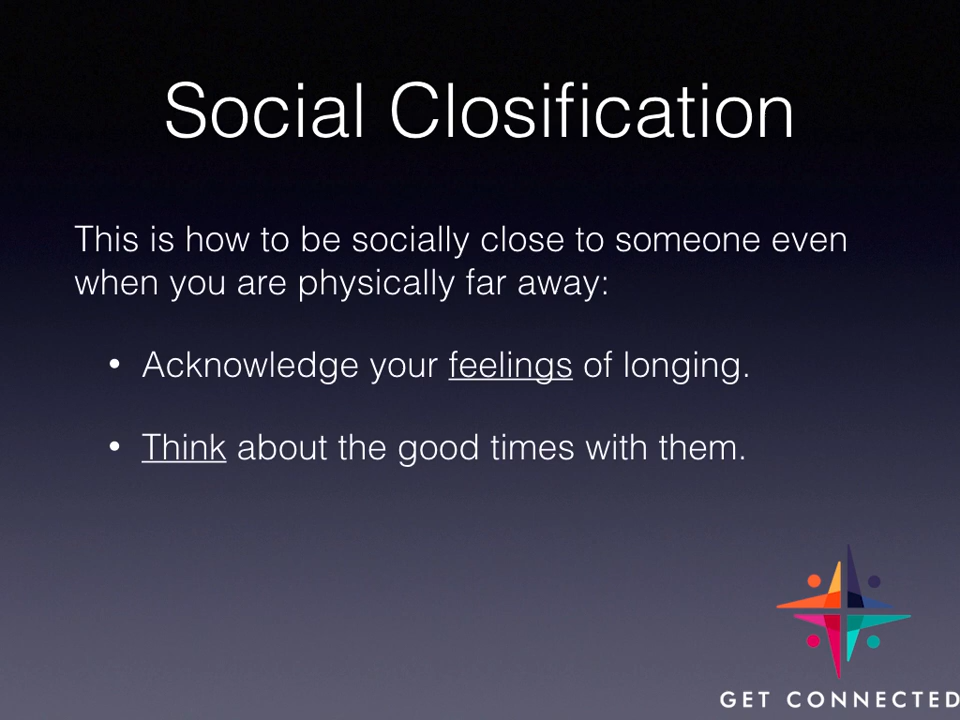 Social Closification
This is how to be socially close to someone even
when you are physically far away:
• Acknowledge your feelings of longing.
• Think about the good times with them.
GET CONNECTED